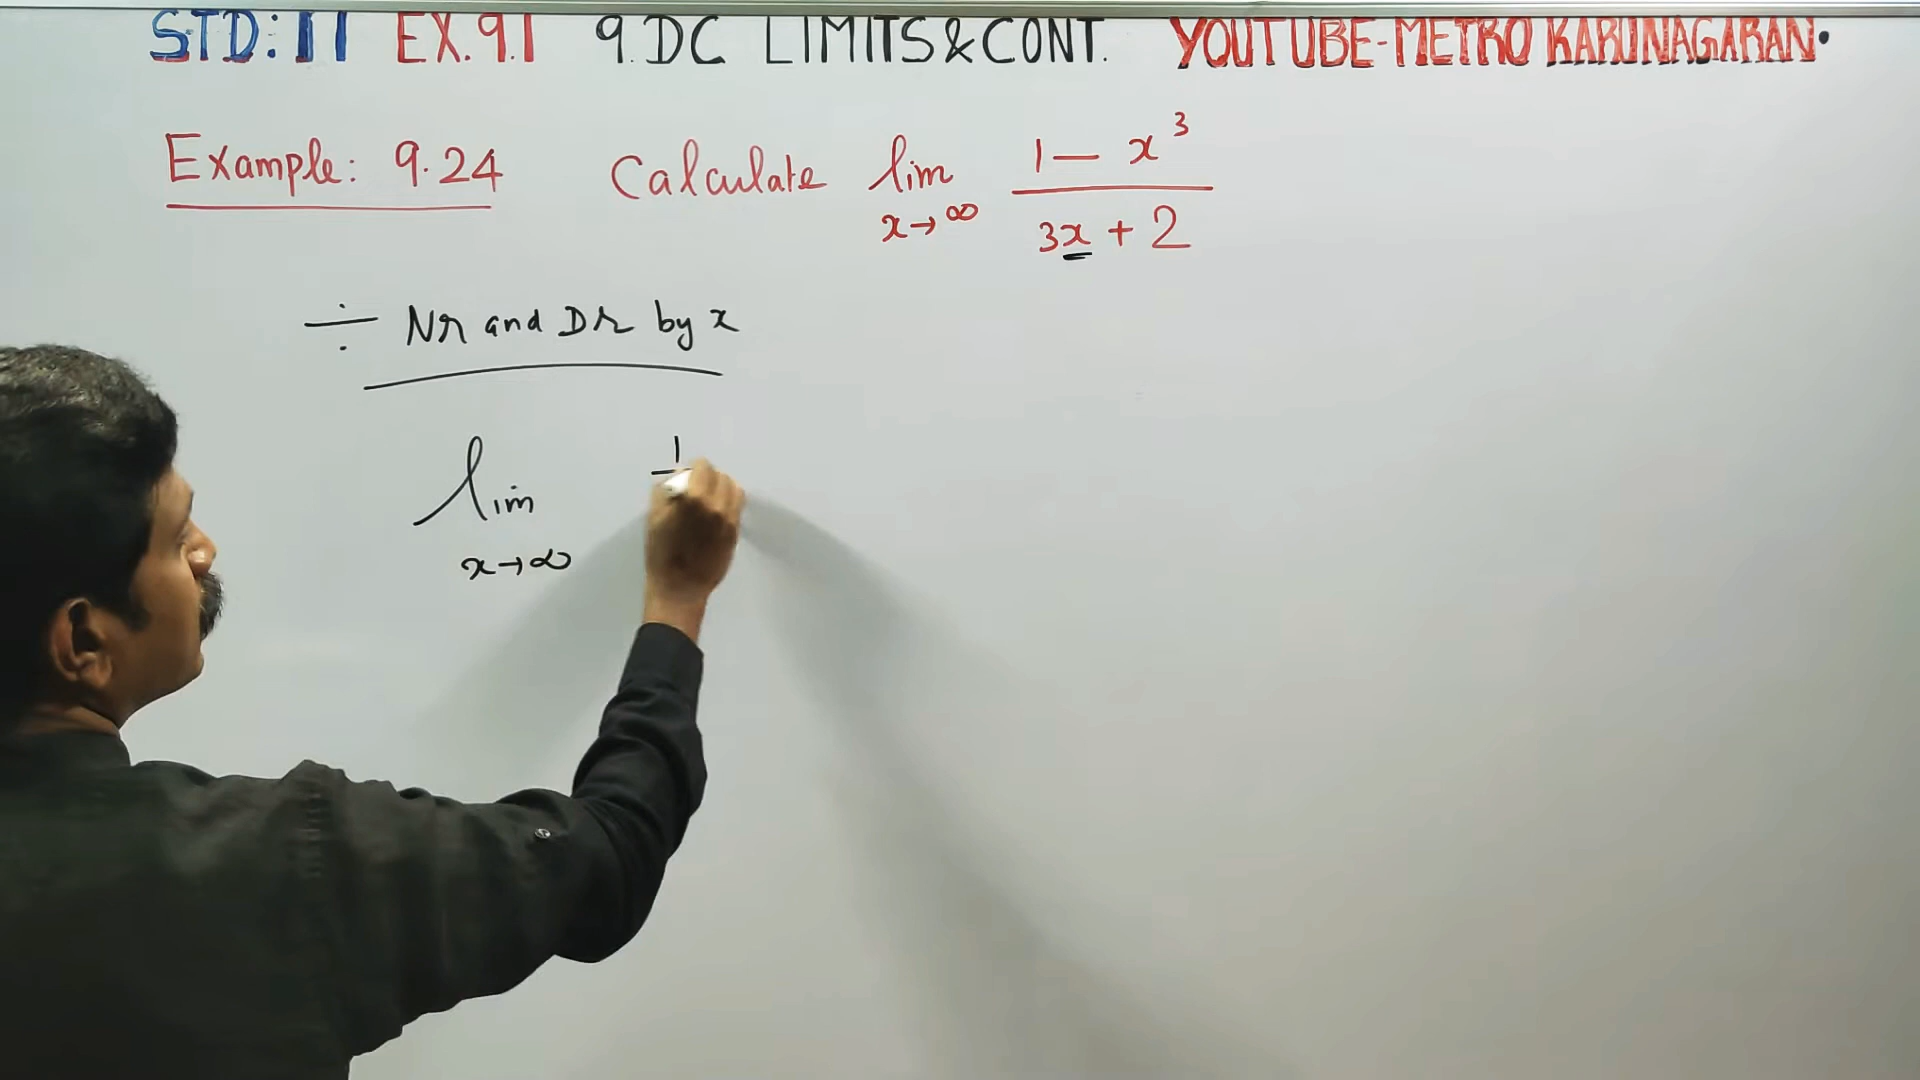 STD: 11 EX. 9.1 9. DC LIMITS & CONT. YOUTUBE-METRO KARUNAGARAN.
Example: 9.24 Calculate lim x→∞ 1 — x³ / 3x + 2
÷ Nr and Dr by x
lim x→∞ 1